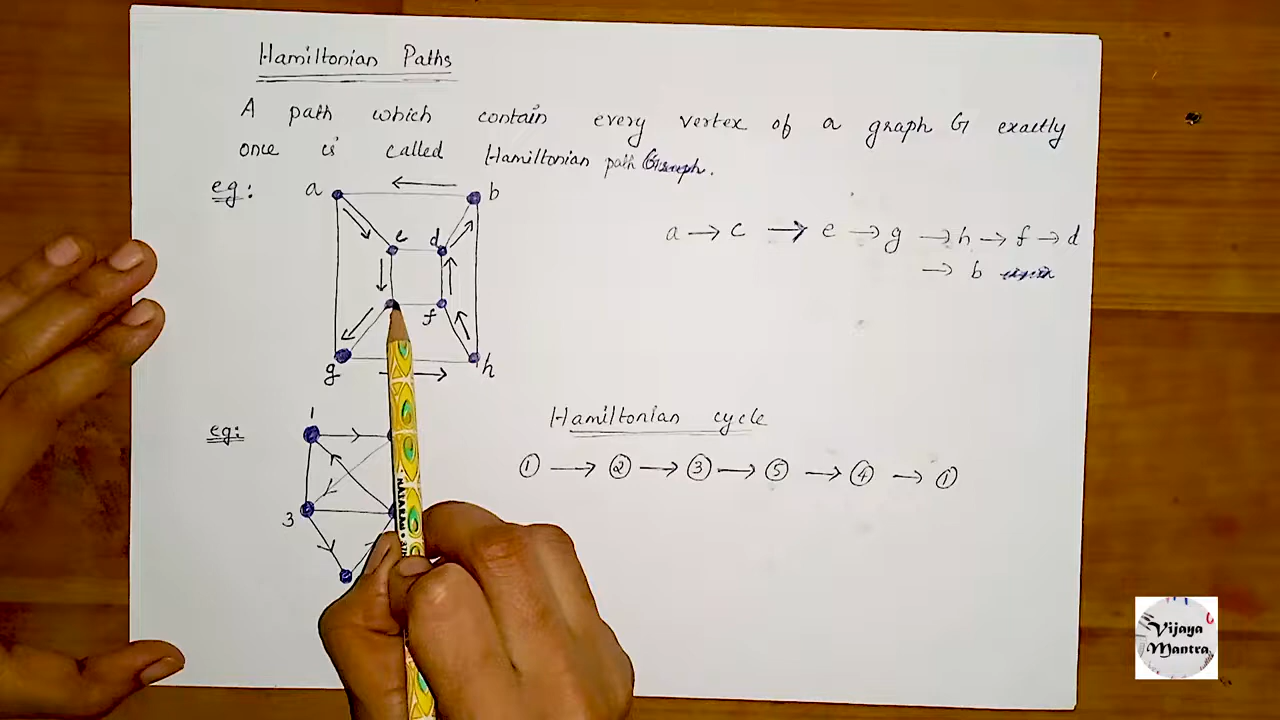 Hamiltonian Paths
A path which contain every vertex of a graph G exactly
once is called Hamiltonian path.
eg:
a
b
c
d
f
g
h
a → c → e → g → h → f → d
→ b
eg:
1
3
Hamiltonian cycle
① → ② → ③ → ⑤ → ④ → ①
NATARAJ
Vijaya
Mantra